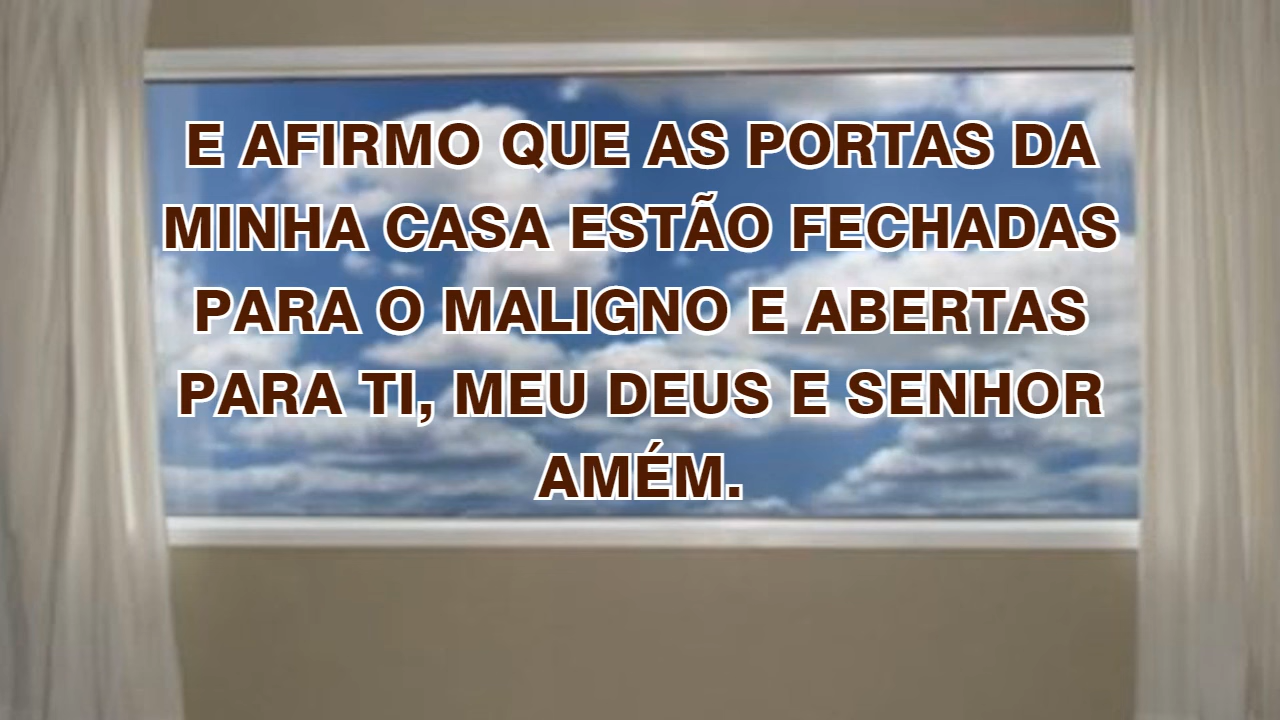 E AFIRMO QUE AS PORTAS DA
MINHA CASA ESTÃO FECHADAS
PARA O MALIGNO E ABERTAS
PARA TI, MEU DEUS E SENHOR
AMÉM.